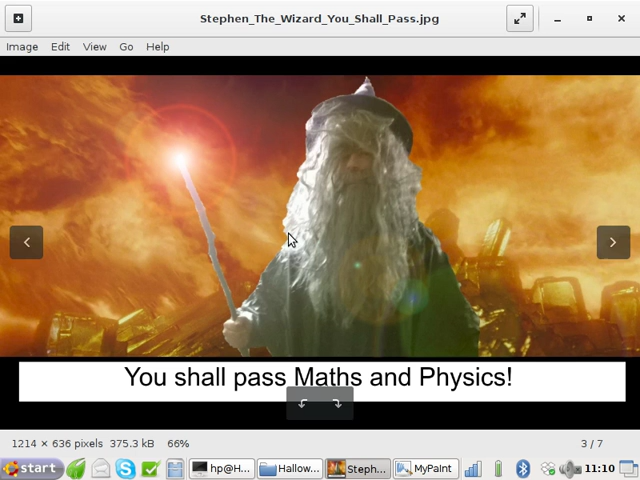 Stephen_The_Wizard_You_Shall_Pass.jpg
Image Edit View Go Help
You shall pass Maths and Physics!
1214 × 636 pixels 375.3 kB 66% 3 / 7
start hp@H... Hallow... Steph... MyPaint 11:10